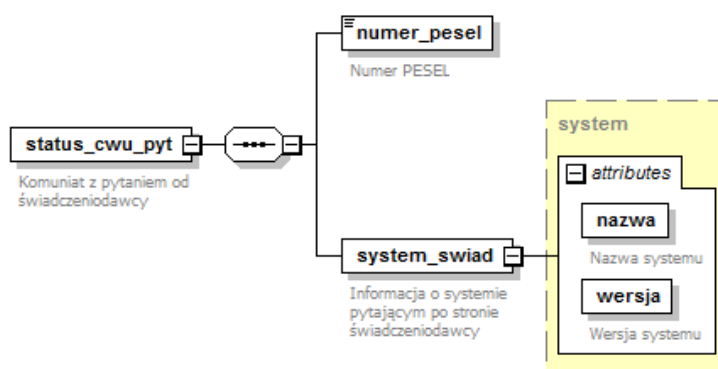 numer_pesel
Numer PESEL
system
status_cwu_pyt
Komuniat z pytaniem od
świadczeniodawcy
attributes
nazwa
Nazwa systemu
system_swiad
Informacja o systemie
pytającym po stronie
świadczeniodawcy
wersja
Wersja systemu